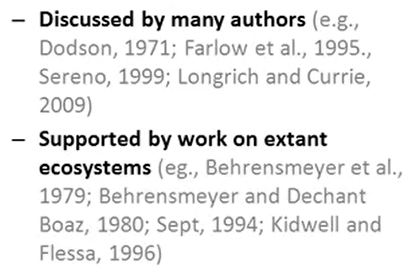 – Discussed by many authors (e.g.,
Dodson, 1971; Farlow et al., 1995.,
Sereno, 1999; Longrich and Currie,
2009)
– Supported by work on extant
ecosystems (eg., Behrensmeyer et al.,
1979; Behrensmeyer and Dechant
Boaz, 1980; Sept, 1994; Kidwell and
Flessa, 1996)